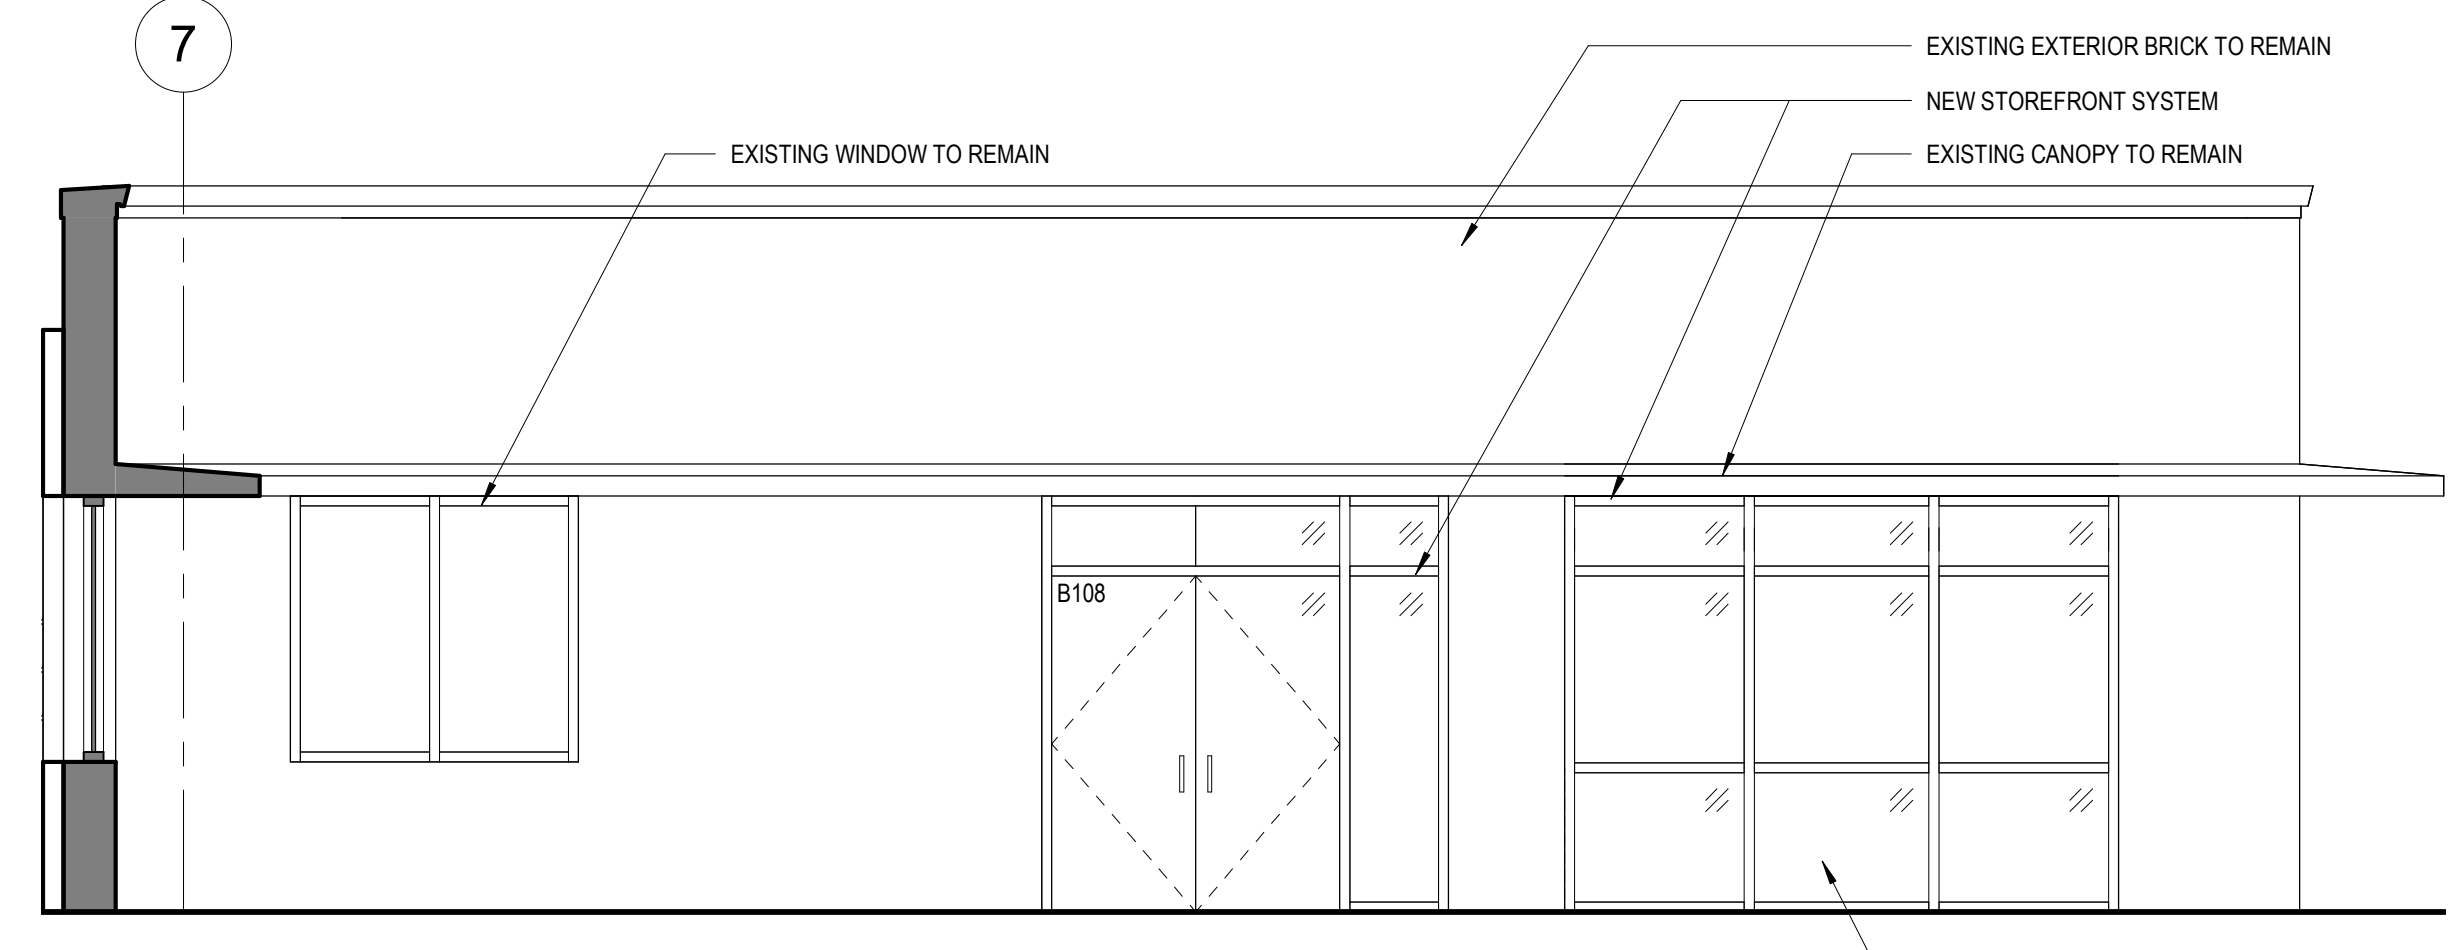 7
EXISTING EXTERIOR BRICK TO REMAIN
NEW STOREFRONT SYSTEM
EXISTING WINDOW TO REMAIN
EXISTING CANOPY TO REMAIN
B108